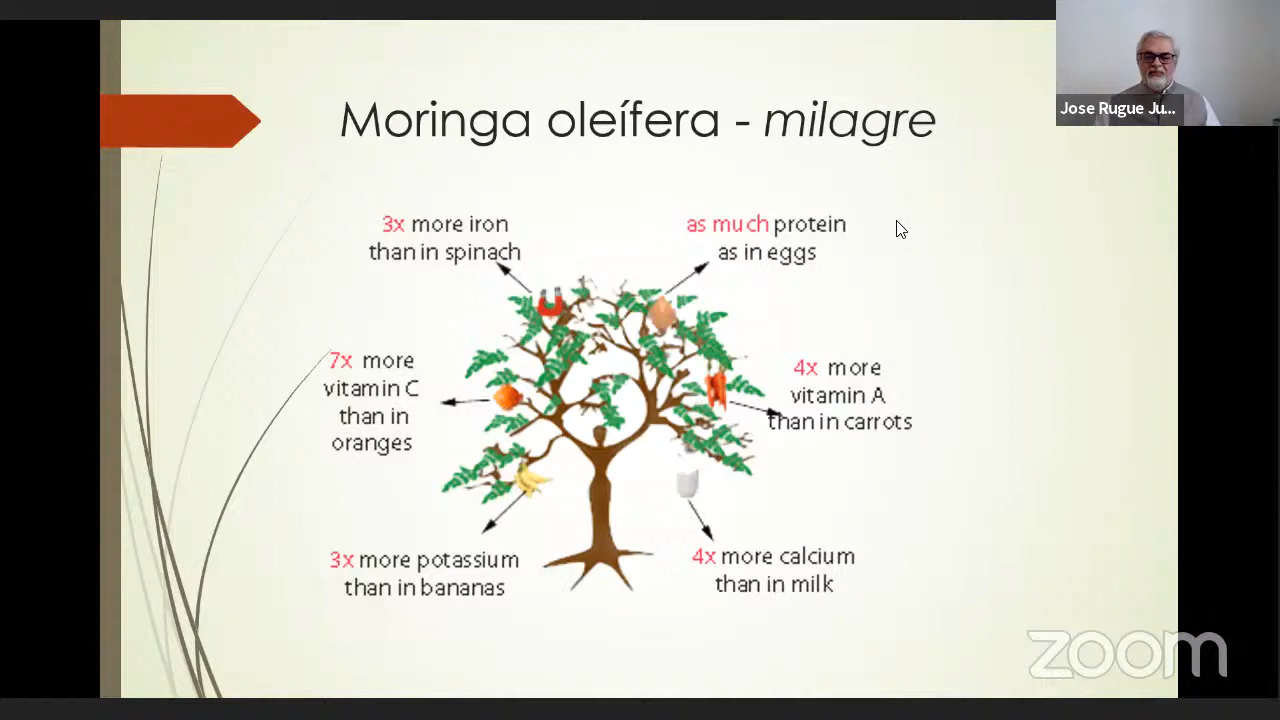 Moringa oleífera - milagre
Jose Rugue Ju...
3x more iron
than in spinach
as much protein
as in eggs
7x more
vitamin C
than in
oranges
4x more
vitamin A
than in carrots
3x more potassium
than in bananas
4x more calcium
than in milk
zoom